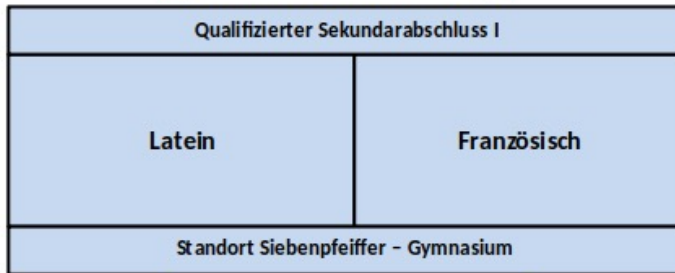 Qualifizierter Sekundarabschluss I
Latein
Französisch
Standort Siebenpfeiffer – Gymnasium